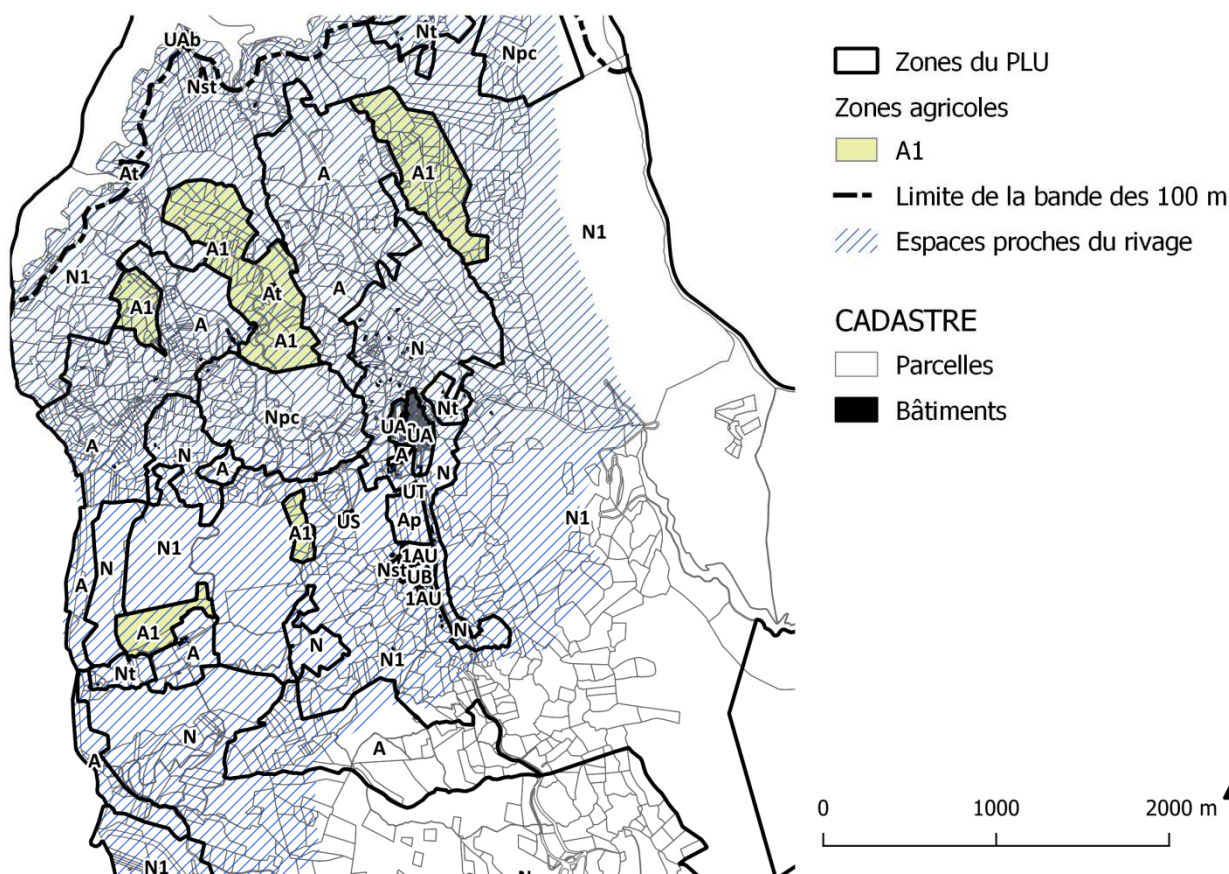 UAb
Nt
Npc
Nst
A1
A
At
N1
A1
N1
A1
At
A
A
A1
N
Npc
Nt
UA
UA
A
A
N
A
N
UT
Ap
N1
US
A1
N1
N
A
1AU
Nst
UB
1AU
A1
A
Nt
N
N
N1
N
A
A
N1
N
Zones du PLU
Zones agricoles
A1
Limite de la bande des 100 m
Espaces proches du rivage
CADASTRE
Parcelles
Bâtiments
0 1000 2000 m